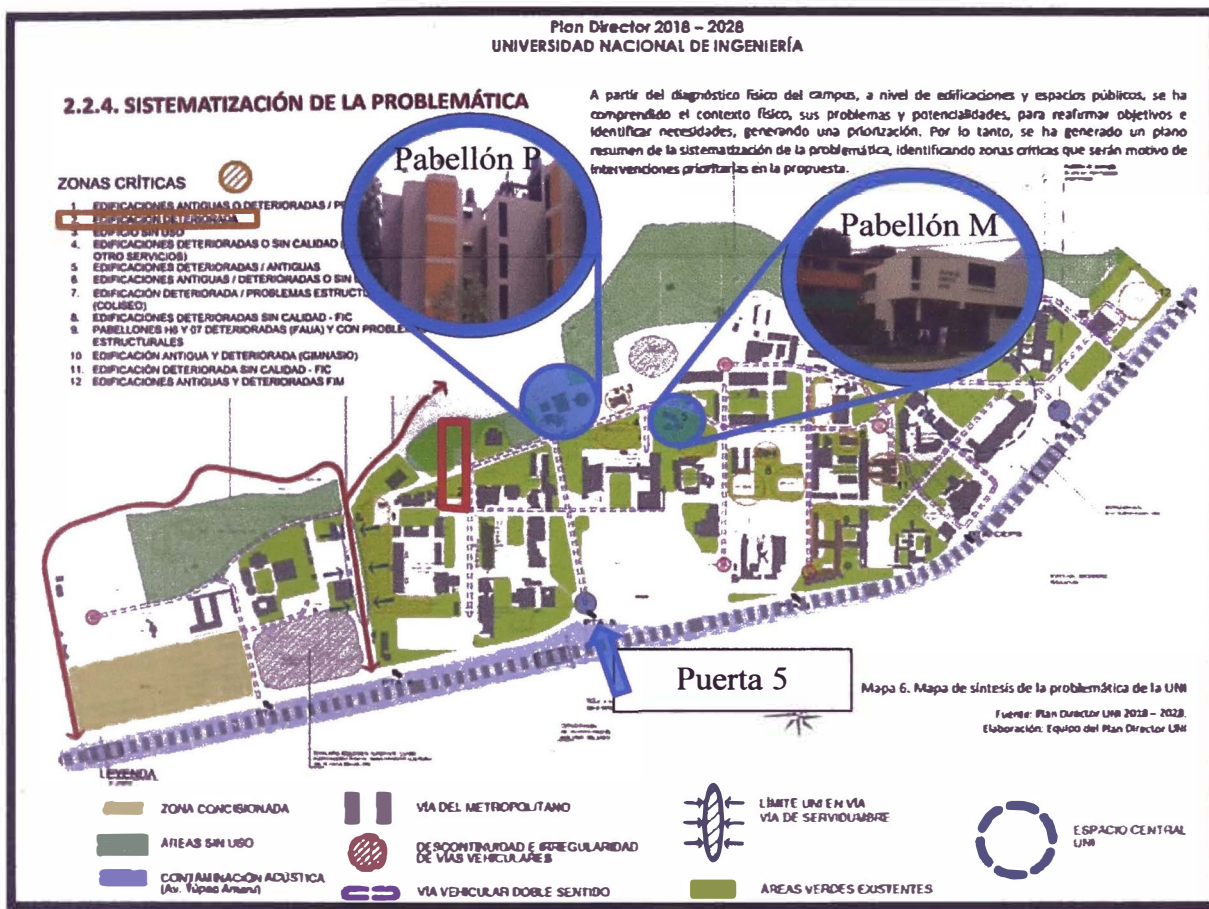 Plan Director 2018 – 2028
UNIVERSIDAD NACIONAL DE INGENIERÍA
2.2.4. SISTEMATIZACIÓN DE LA PROBLEMÁTICA
A partir del diagnóstico físico del campus, a nivel de edificaciones y espacios públicos, se ha
comprendido el contexto físico, sus problemas y potencialidades, para reafirmar objetivos e
identificar necesidades, generando una priorización. Por lo tanto, se ha generado un plano
resumen de la sistematización de la problemática, identificando zonas críticas que serán motivo de
intervenciones prioritarias en la propuesta.
Pabellón P
Pabellón M
ZONAS CRÍTICAS
1. EDIFICACIONES ANTIGUAS O DETERIORADAS /
2. EDIFICACIÓN DETERIORADA
3. EDIFICIO SIN USO
4. EDIFICACIONES DETERIORADAS O SIN CALIDAD
OTRO SERVICIOS)
5 EDIFICACIONES DETERIORADAS / ANTIGUAS
6. EDIFICACIONES ANTIGUAS / DETERIORADAS O SIN
7. EDIFICACIÓN DETERIORADA / PROBLEMAS
(COLISEO)
8. EDIFICACIONES DETERIORADAS SIN CALIDAD - FIC
9. PABELLONES H6 Y 07 DETERIORADAS (FAUA) Y CON
ESTRUCTURALES
10 EDIFICACIÓN ANTIGUA Y DETERIORADA (GIMNASIO)
11. EDIFICACIÓN DETERIORADA SIN CALIDAD - FIC
12 EDIFICACIONES ANTIGUAS Y DETERIORADAS FIM
Puerta 5
Mapa 6. Mapa de síntesis de la problemática de la UNI
Fuente: Plan Director UNI 2018 – 2028.
Elaboración: Equipo del Plan Director UNI
LEYENDA
ZONA CONCISIONADA
ÁREAS SIN USO
CONTAMINACIÓN ACÚSTICA
(Av. Túpac Amaru)
VÍA DEL METROPOLITANO
DESCONTINUIDAD E IRREGULARIDAD
DE VÍAS VEHICULARES
VÍA VEHICULAR DOBLE SENTIDO
LÍMITE UNI EN VÍA
VÍA DE SERVIDUMBRE
ÁREAS VERDES EXISTENTES
ESPACIO CENTRAL
UNI